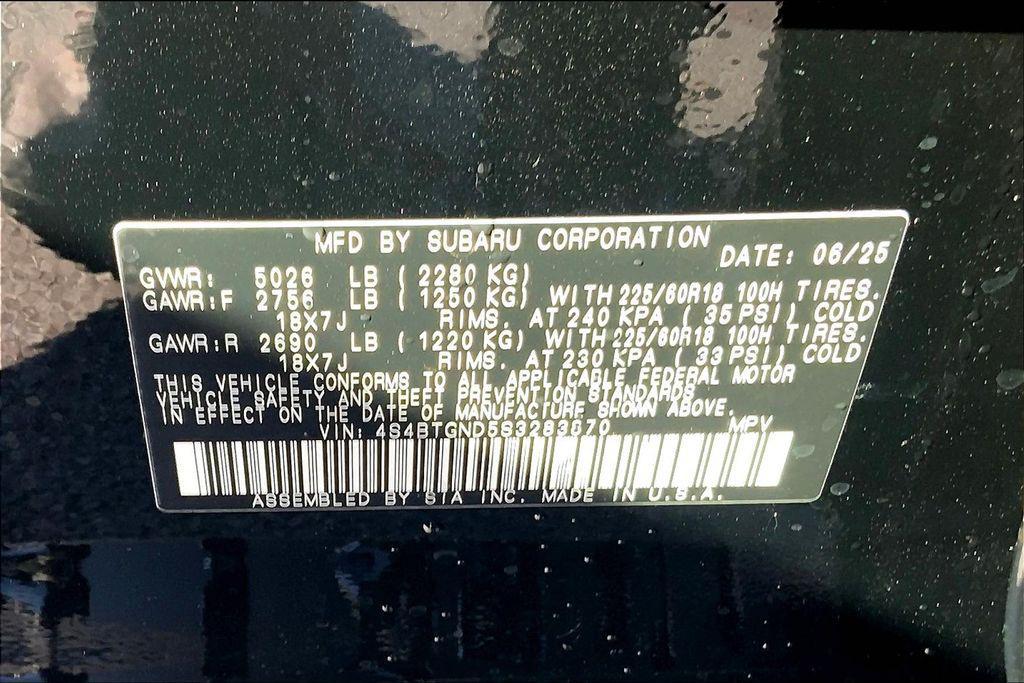 MFD BY SUBARU CORPORATION DATE: 06/25
GVWR: 5026 LB ( 2280 KG)
GAWR:F 2756 LB ( 1250 KG) WITH 225/60R18 100H TIRES.
18X7J RIMS. AT 240 KPA ( 35 PSI) COLD
GAWR:R 2690 LB ( 1220 KG) WITH 225/60R18 100H TIRES.
18X7J RIMS. AT 230 KPA ( 33 PSI) COLD
THIS VEHICLE CONFORMS TO ALL APPLICABLE FEDERAL MOTOR
VEHICLE SAFETY AND THEFT PREVENTION STANDARDS
IN EFFECT ON THE DATE OF MANUFACTURE SHOWN ABOVE.
VIN: 4S4BTGND5S3283870 MPV
ASSEMBLED BY SIA INC. MADE IN U.S.A.